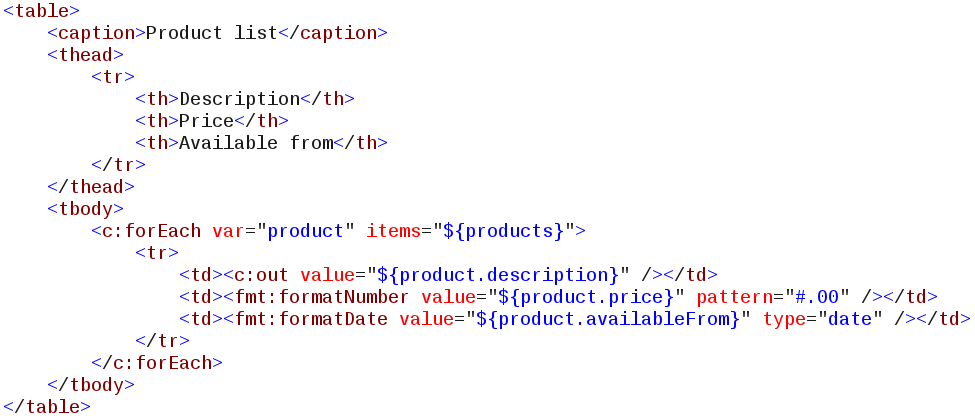 <table>
    <caption>Product list</caption>
    <thead>
        <tr>
            <th>Description</th>
            <th>Price</th>
            <th>Available from</th>
        </tr>
    </thead>
    <tbody>
        <c:forEach var="product" items="${products}">
            <tr>
                <td><c:out value="${product.description}" /></td>
                <td><fmt:formatNumber value="${product.price}" pattern="#.00" /></td>
                <td><fmt:formatDate value="${product.availableFrom}" type="date" /></td>
            </tr>
        </c:forEach>
    </tbody>
</table>